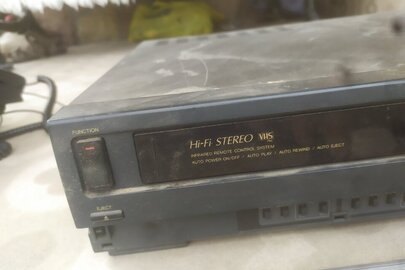 FUNCTION
Hi-Fi STEREO VHS
INFRARED REMOTE CONTROL SYSTEM
AUTO POWER ON/OFF / AUTO PLAY / AUTO REWIND / AUTO EJECT
EJECT